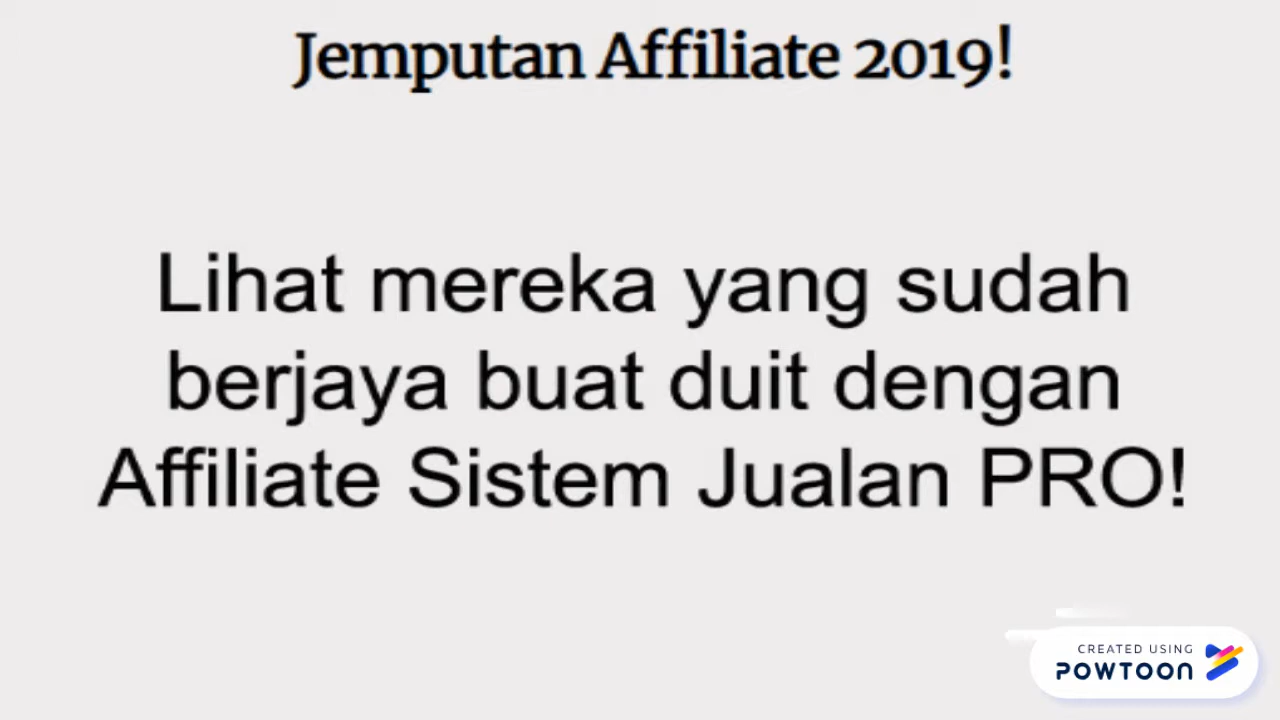 Jemputan Affiliate 2019!
Lihat mereka yang sudah
berjaya buat duit dengan
Affiliate Sistem Jualan PRO!
CREATED USING
POWTOON